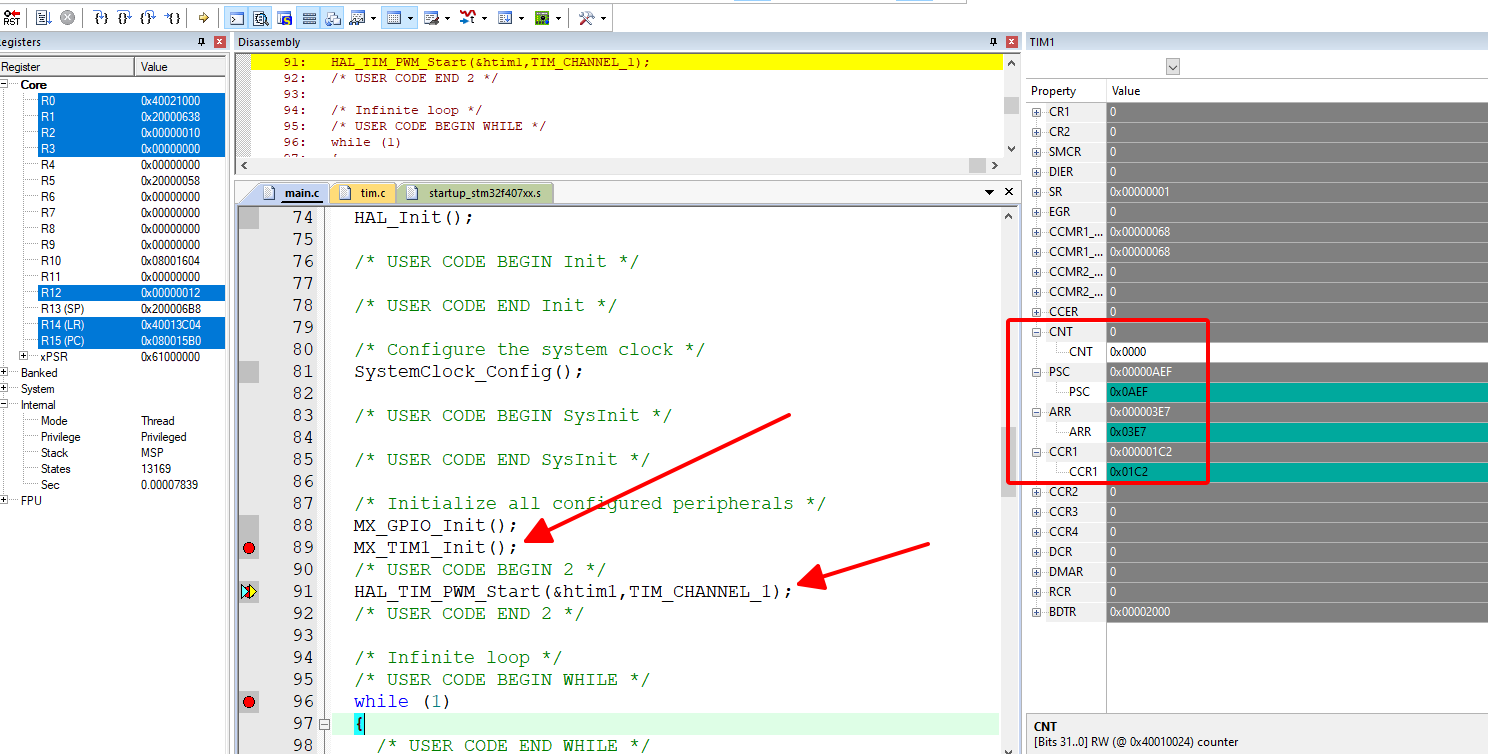 RST
egisters
Register Value
Core
R0 0x40021000
R1 0x20000638
R2 0x00000010
R3 0x00000000
R4 0x00000000
R5 0x20000058
R6 0x00000000
R7 0x00000000
R8 0x00000000
R9 0x00000000
R10 0x08001604
R11 0x00000000
R12 0x00000012
R13 (SP) 0x200006B8
R14 (LR) 0x40013C04
R15 (PC) 0x080015B0
xPSR 0x61000000
Banked
System
Internal
Mode Thread
Privilege Privileged
Stack MSP
States 13169
Sec 0.00007839
FPU
Disassembly
91: HAL_TIM_PWM_Start(&htim1,TIM_CHANNEL_1);
92: /* USER CODE END 2 */
93:
94: /* Infinite loop */
95: /* USER CODE BEGIN WHILE */
96: while (1)
main.c tim.c startup_stm32f407xx.s
74 HAL_Init();
75
76 /* USER CODE BEGIN Init */
77
78 /* USER CODE END Init */
79
80 /* Configure the system clock */
81 SystemClock_Config();
82
83 /* USER CODE BEGIN SysInit */
84
85 /* USER CODE END SysInit */
86
87 /* Initialize all configured peripherals */
88 MX_GPIO_Init();
89 MX_TIM1_Init();
90 /* USER CODE BEGIN 2 */
91 HAL_TIM_PWM_Start(&htim1,TIM_CHANNEL_1);
92 /* USER CODE END 2 */
93
94 /* Infinite loop */
95 /* USER CODE BEGIN WHILE */
96 while (1)
97 {
98 /* USER CODE END WHILE */
TIM1
Property Value
CR1 0
CR2 0
SMCR 0
DIER 0
SR 0x00000001
EGR 0
CCMR1_... 0x00000068
CCMR1_... 0x00000068
CCMR2_... 0
CCMR2_... 0
CCER 0
CNT 0
CNT 0x0000
PSC 0x00000AEF
PSC 0x0AEF
ARR 0x000003E7
ARR 0x03E7
CCR1 0x000001C2
CCR1 0x01C2
CCR2 0
CCR3 0
CCR4 0
DCR 0
DMAR 0
RCR 0
BDTR 0x00002000
CNT
[Bits 31..0] RW (@ 0x40010024) counter